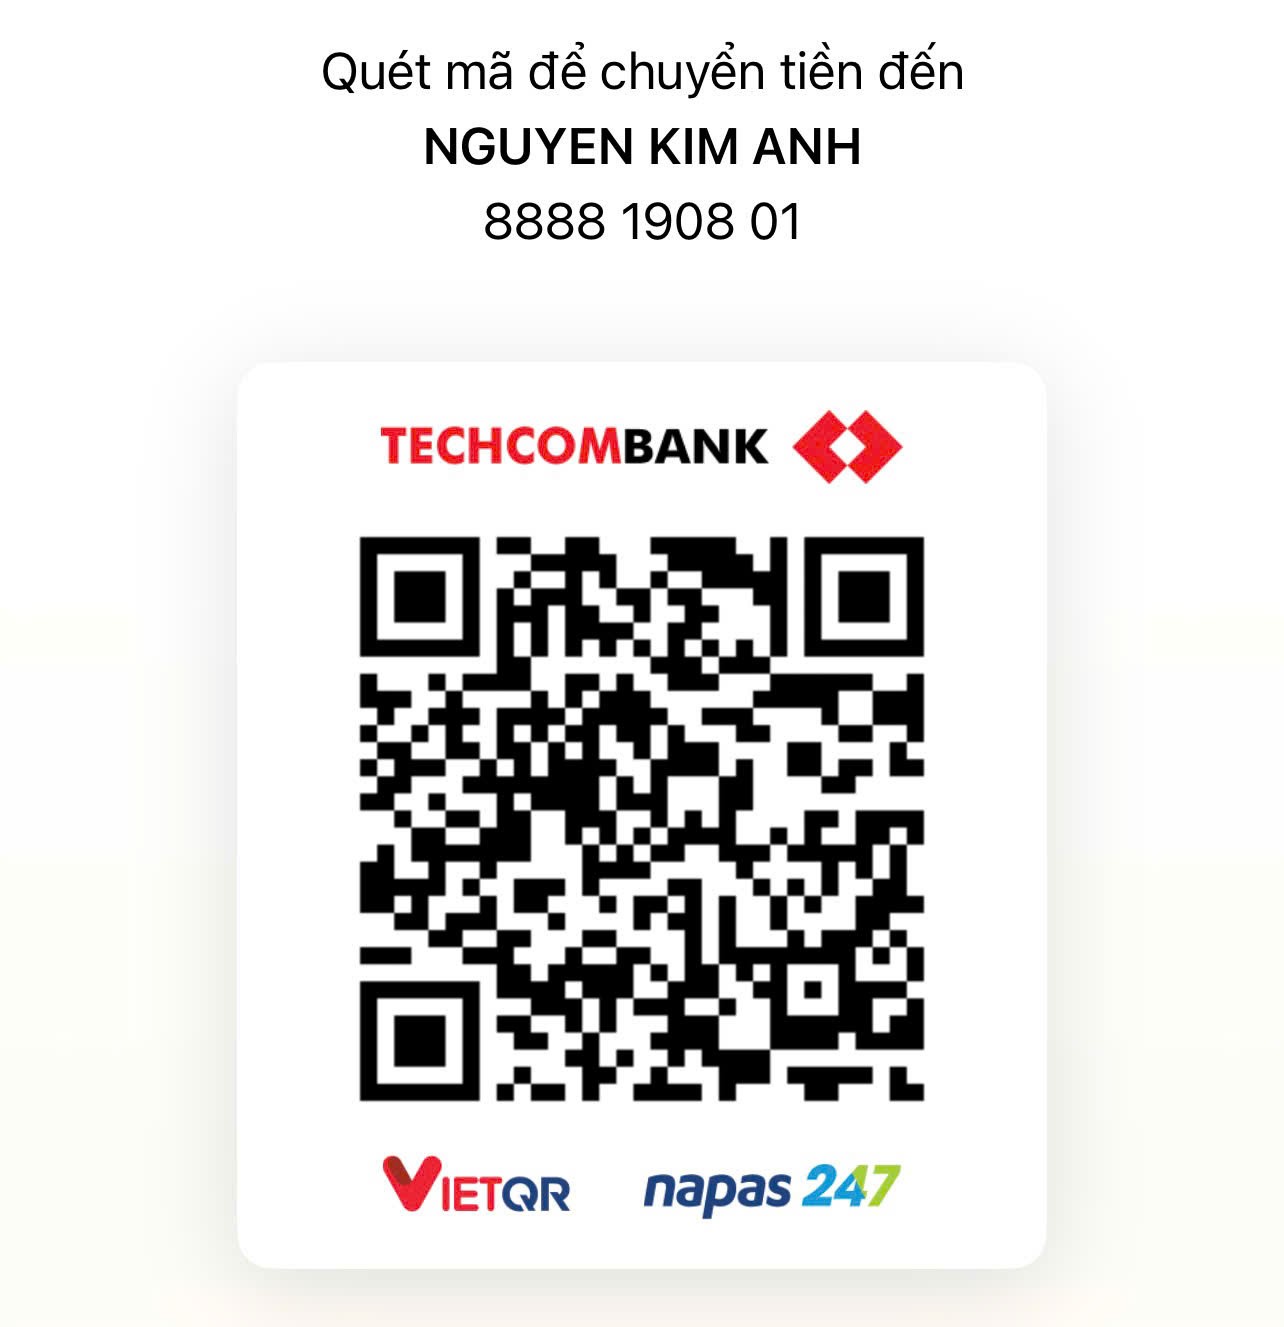 Quét mã để chuyển tiền đến
NGUYEN KIM ANH
8888 1908 01
TECHCOMBANK
VIETQR
napas 247